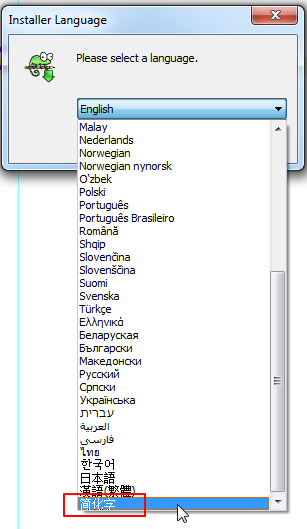 Installer Language
Please select a language.
English
Malay
Nederlands
Norwegian
Norwegian nynorsk
O'zbek
Polski
Português
Português Brasileiro
Română
Shqip
Slovenčina
Slovenščina
Suomi
Svenska
Türkçe
Ελληνικά
Беларуская
Български
Македонски
Русский
Српски
Українська
עברית
العربية
فارسی
ไทย
한국어
日本語
漢語(繁體)
简化字